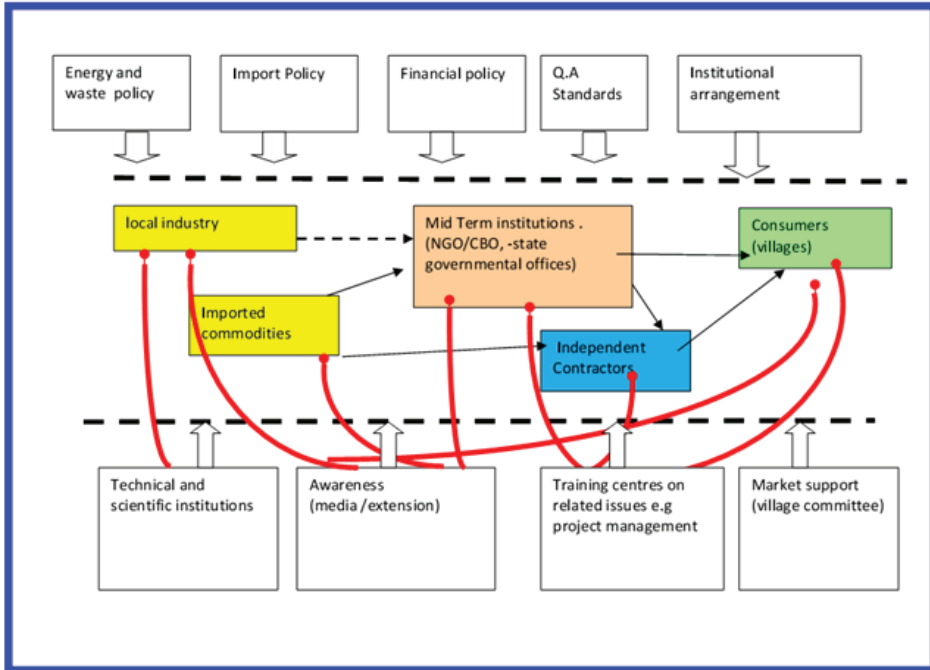 Energy and
waste policy
Import Policy
Financial policy
Q.A
Standards
Institutional
arrangement
local industry
Mid Term institutions .
(NGO/CBO, -state
governmental offices)
Consumers
(villages)
Imported
commodities
Independent
Contractors
Technical and
scientific institutions
Awareness
(media /extension)
Training centres on
related issues e.g
project management
Market support
(village committee)